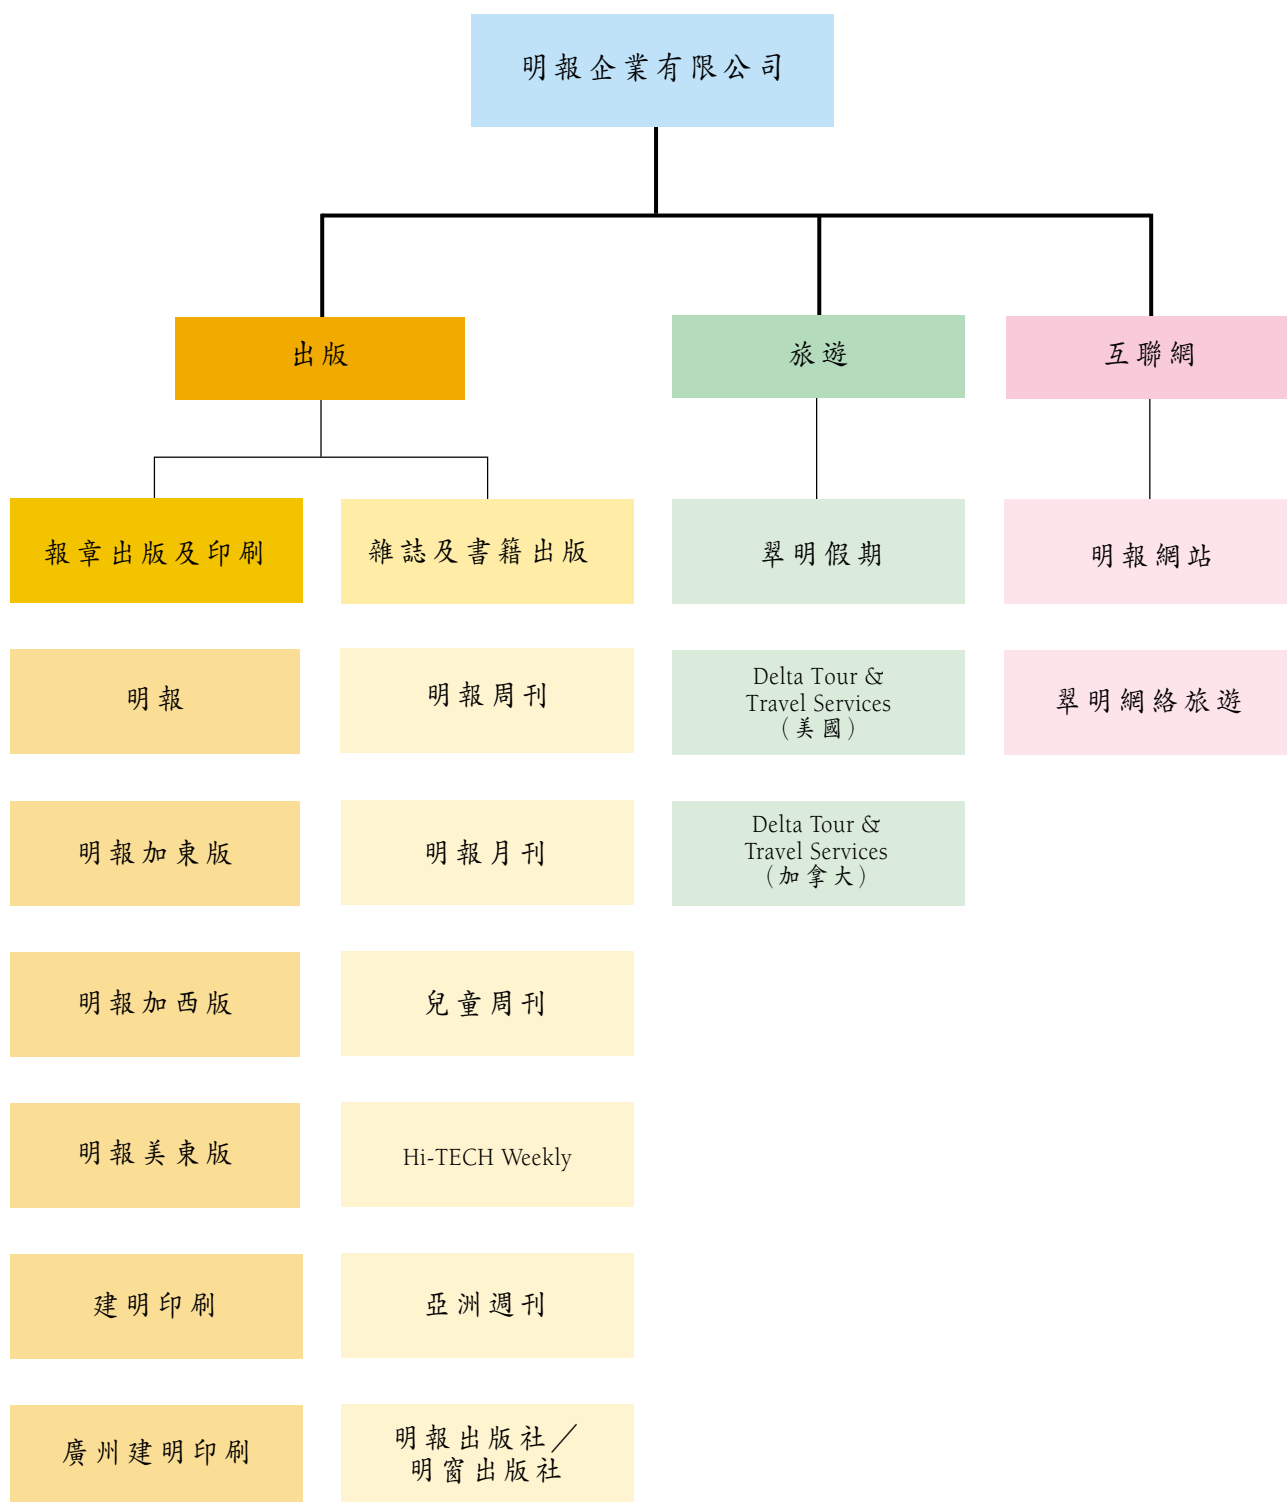 明報企業有限公司
出版
旅遊
互聯網
報章出版及印刷
雜誌及書籍出版
翠明假期
明報網站
明報
明報周刊
Delta Tour &
Travel Services
（美國）
翠明網絡旅遊
明報加東版
明報月刊
Delta Tour &
Travel Services
（加拿大）
明報加西版
兒童周刊
明報美東版
Hi-TECH Weekly
建明印刷
亞洲週刊
廣州建明印刷
明報出版社／
明窗出版社